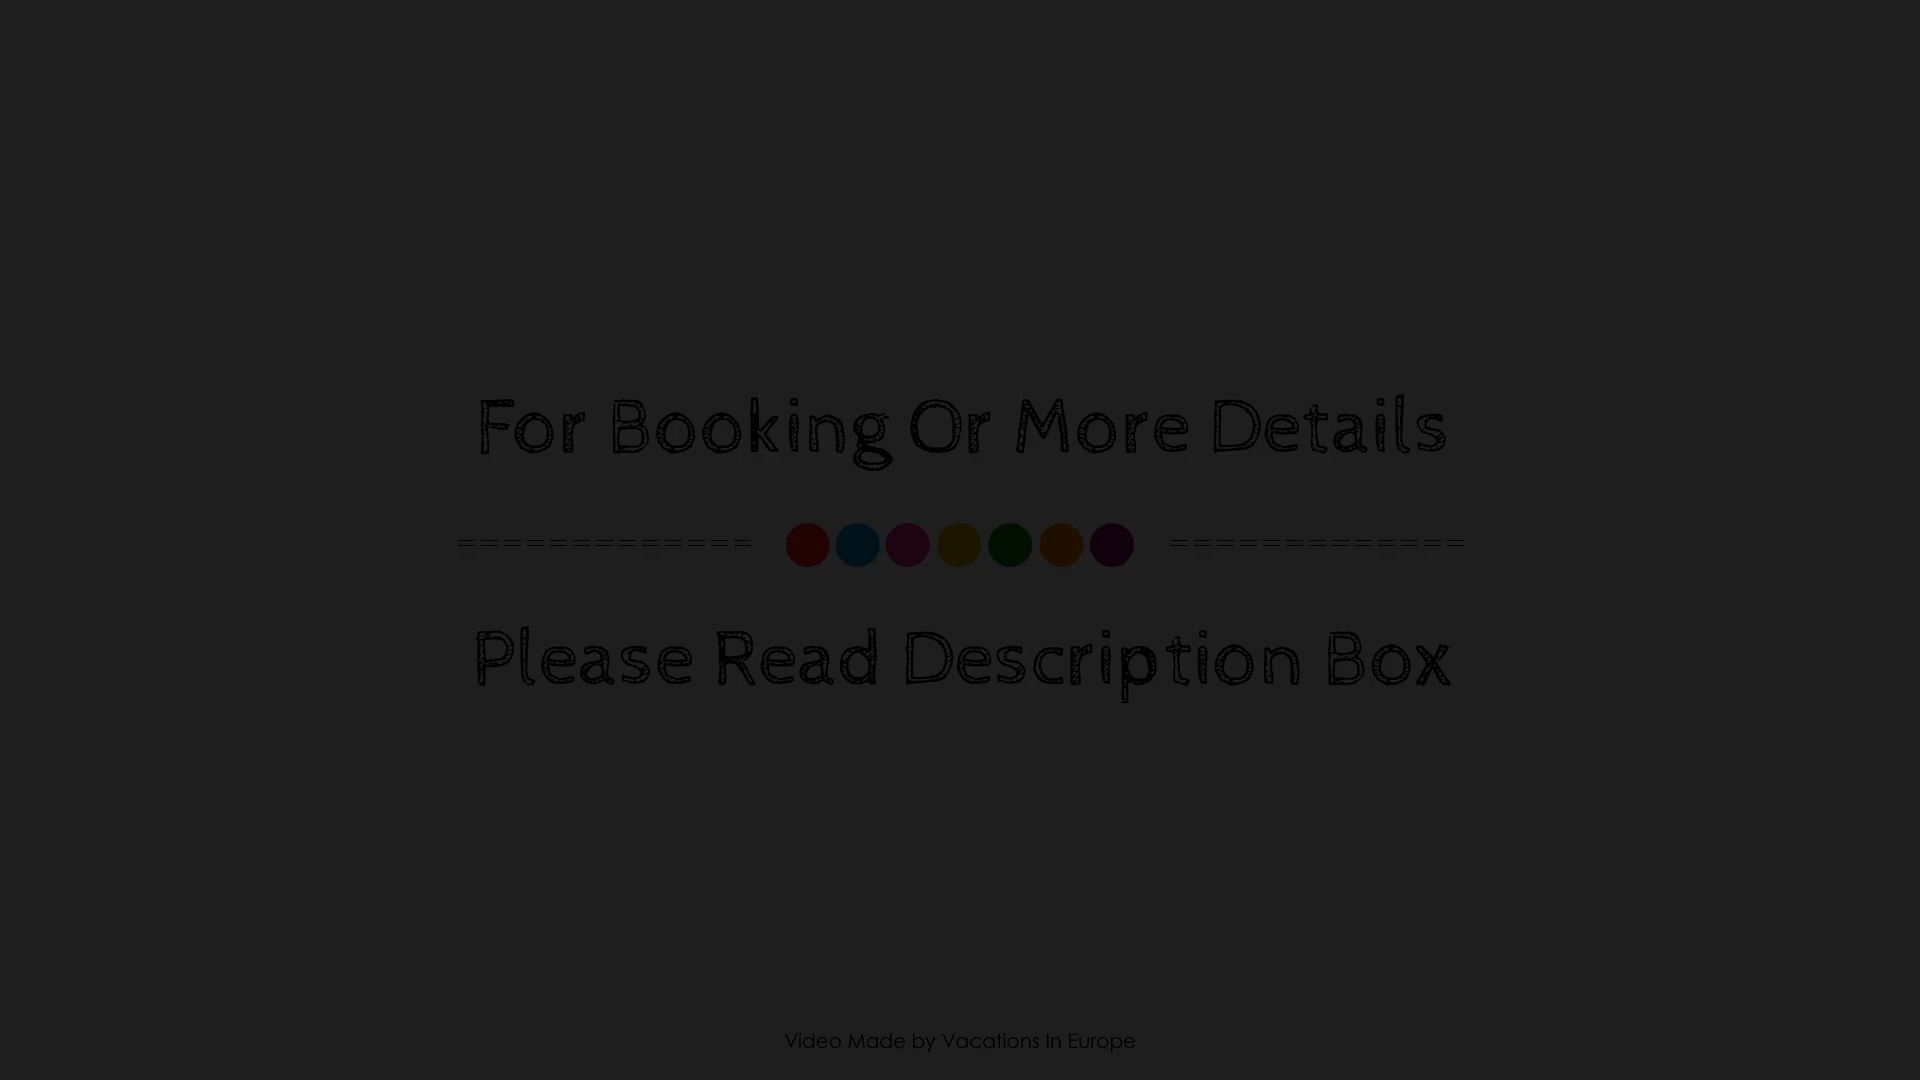 For Booking Or More Details
============= =============
Please Read Description Box
Video Made by Vacations In Europe